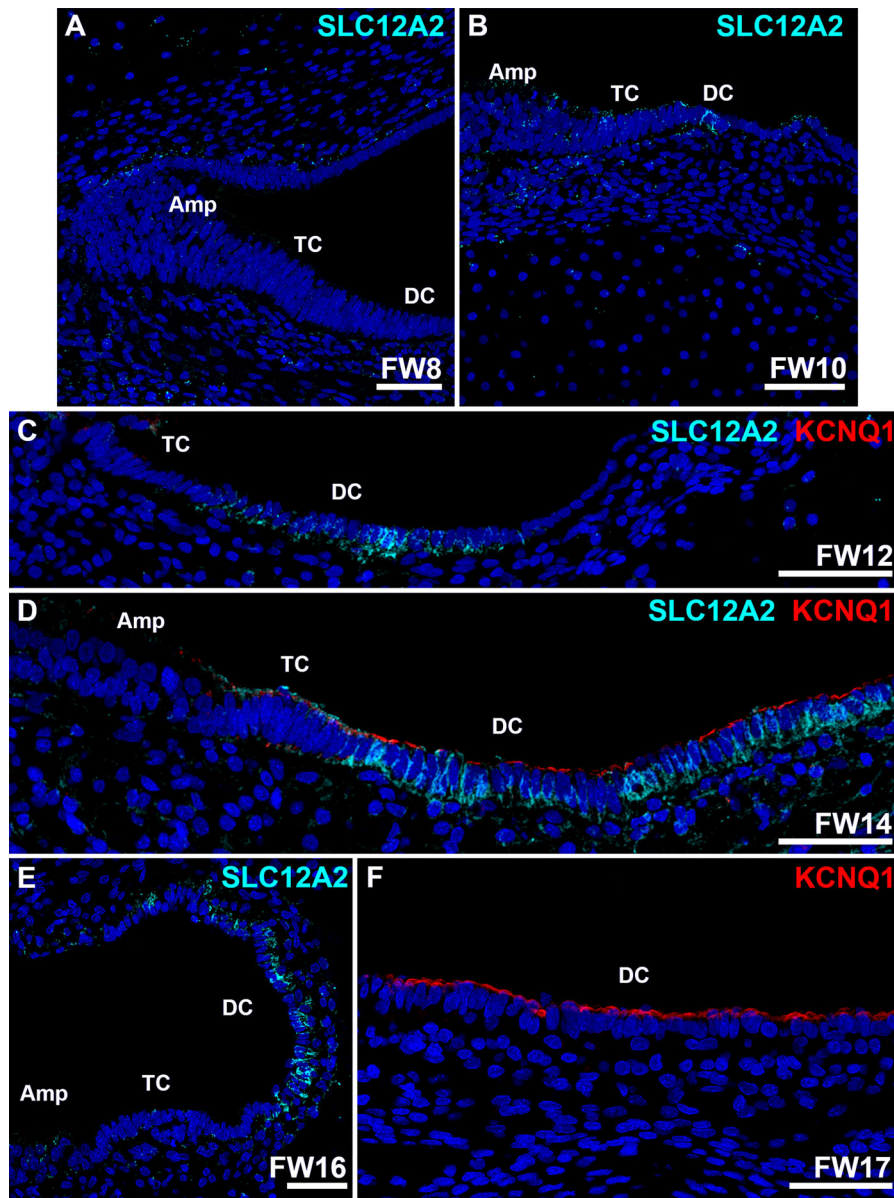 A SLC12A2
Amp
TC
DC
FW8
B SLC12A2
Amp
TC
DC
FW10
C SLC12A2 KCNQ1
TC
DC
FW12
D SLC12A2 KCNQ1
Amp
TC
DC
FW14
E SLC12A2
DC
Amp
TC
FW16
F KCNQ1
DC
FW17